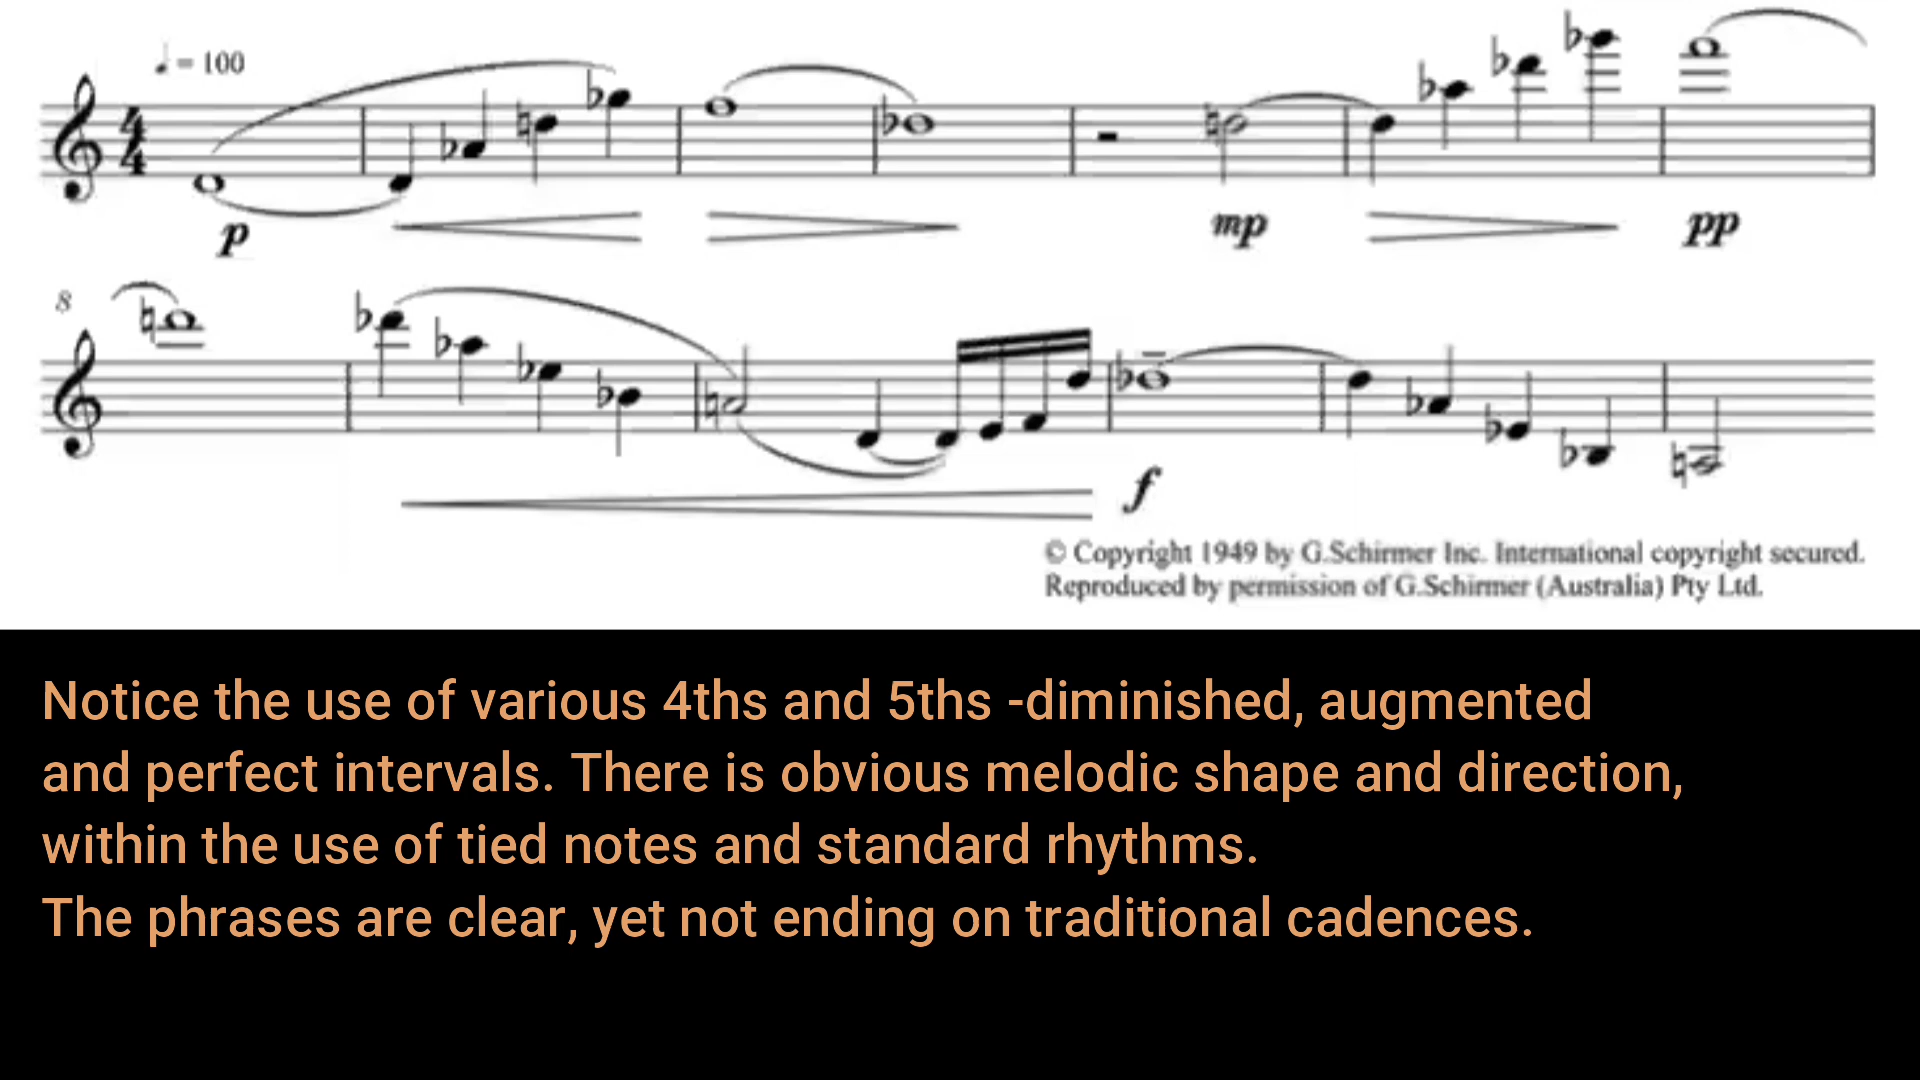 ♩ = 100
4
4
p
mp
pp
8
f
© Copyright 1949 by G.Schirmer Inc. International copyright secured.
Reproduced by permission of G.Schirmer (Australia) Pty Ltd.
Notice the use of various 4ths and 5ths -diminished, augmented
and perfect intervals. There is obvious melodic shape and direction,
within the use of tied notes and standard rhythms.
The phrases are clear, yet not ending on traditional cadences.